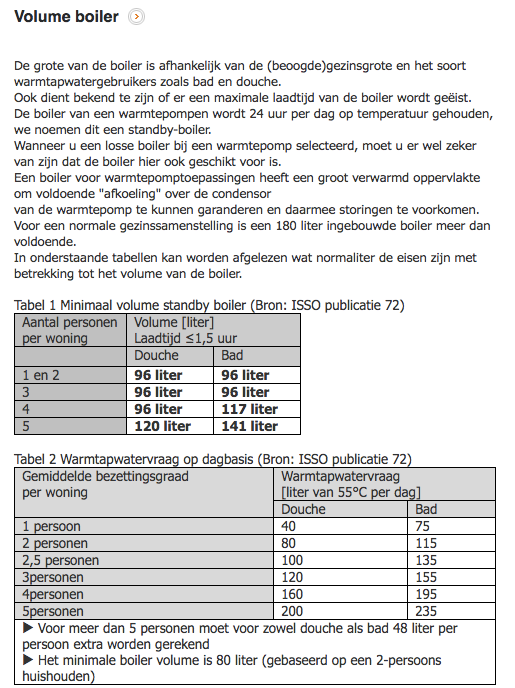 Volume boiler
De grote van de boiler is afhankelijk van de (beoogde)gezinsgrote en het soort
warmtapwatergebruikers zoals bad en douche.
Ook dient bekend te zijn of er een maximale laadtijd van de boiler wordt geëist.
De boiler van een warmtepompen wordt 24 uur per dag op temperatuur gehouden,
we noemen dit een standby-boiler.
Wanneer u een losse boiler bij een warmtepomp selecteerd, moet u er wel zeker
van zijn dat de boiler hier ook geschikt voor is.
Een boiler voor warmtepomptoepassingen heeft een groot verwarmd oppervlakte
om voldoende "afkoeling" over de condensor
van de warmtepomp te kunnen garanderen en daarmee storingen te voorkomen.
Voor een normale gezinssamenstelling is een 180 liter ingebouwde boiler meer dan
voldoende.
In onderstaande tabellen kan worden afgelezen wat normaliter de eisen zijn met
betrekking tot het volume van de boiler.
Tabel 1 Minimaal volume standby boiler (Bron: ISSO publicatie 72)
Aantal personen Volume [liter]
per woning Laadtijd ≤1,5 uur
Douche Bad
1 en 2 96 liter 96 liter
3 96 liter 96 liter
4 96 liter 117 liter
5 120 liter 141 liter
Tabel 2 Warmtapwatervraag op dagbasis (Bron: ISSO publicatie 72)
Gemiddelde bezettingsgraad Warmtapwatervraag
per woning [liter van 55°C per dag]
Douche Bad
1 persoon 40 75
2 personen 80 115
2,5 personen 100 135
3personen 120 155
4personen 160 195
5personen 200 235
▶ Voor meer dan 5 personen moet voor zowel douche als bad 48 liter per
persoon extra worden gerekend
▶ Het minimale boiler volume is 80 liter (gebaseerd op een 2-persoons
huishouden)